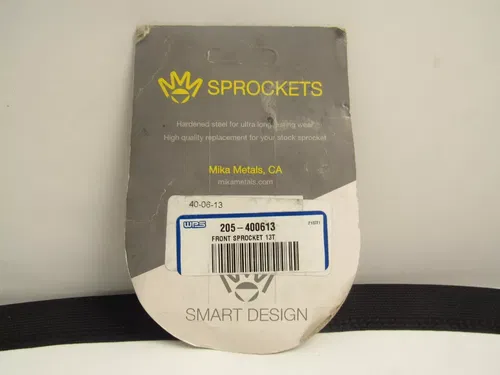 SPROCKETS
Hardened steel for ultra long lasting wear
High quality replacement for your stock sprocket
Mika Metals, CA
mikametals.com
40-06-13
WPS
205-400613
FRONT SPROCKET 13T
SMART DESIGN